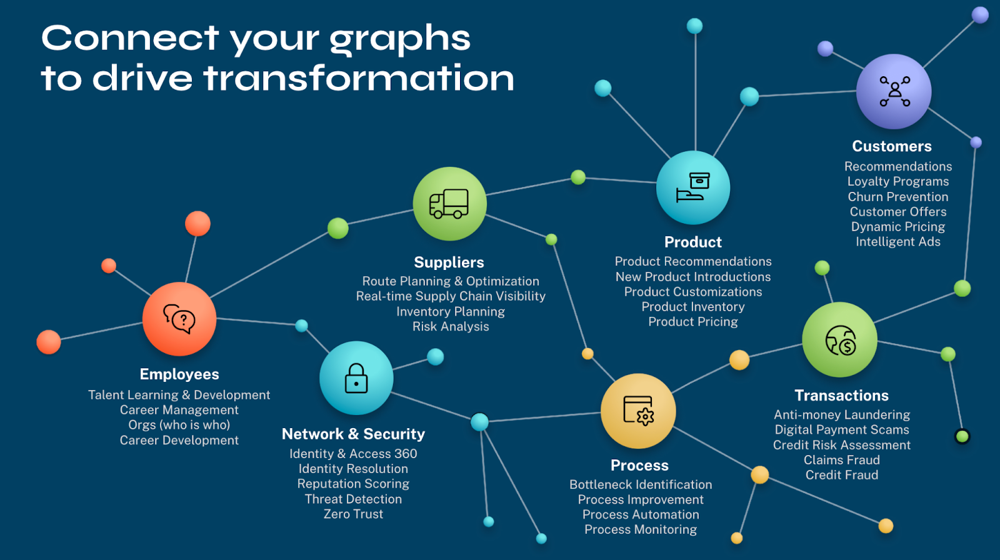 Connect your graphs
to drive transformation
Customers
Recommendations
Loyalty Programs
Churn Prevention
Customer Offers
Dynamic Pricing
Intelligent Ads
Product
Product Recommendations
New Product Introductions
Product Customizations
Product Inventory
Product Pricing
Suppliers
Route Planning & Optimization
Real-time Supply Chain Visibility
Inventory Planning
Risk Analysis
Employees
Talent Learning & Development
Career Management
Orgs (who is who)
Career Development
Network & Security
Identity & Access 360
Identity Resolution
Reputation Scoring
Threat Detection
Zero Trust
Process
Bottleneck Identification
Process Improvement
Process Automation
Process Monitoring
Transactions
Anti-money Laundering
Digital Payment Scams
Credit Risk Assessment
Claims Fraud
Credit Fraud